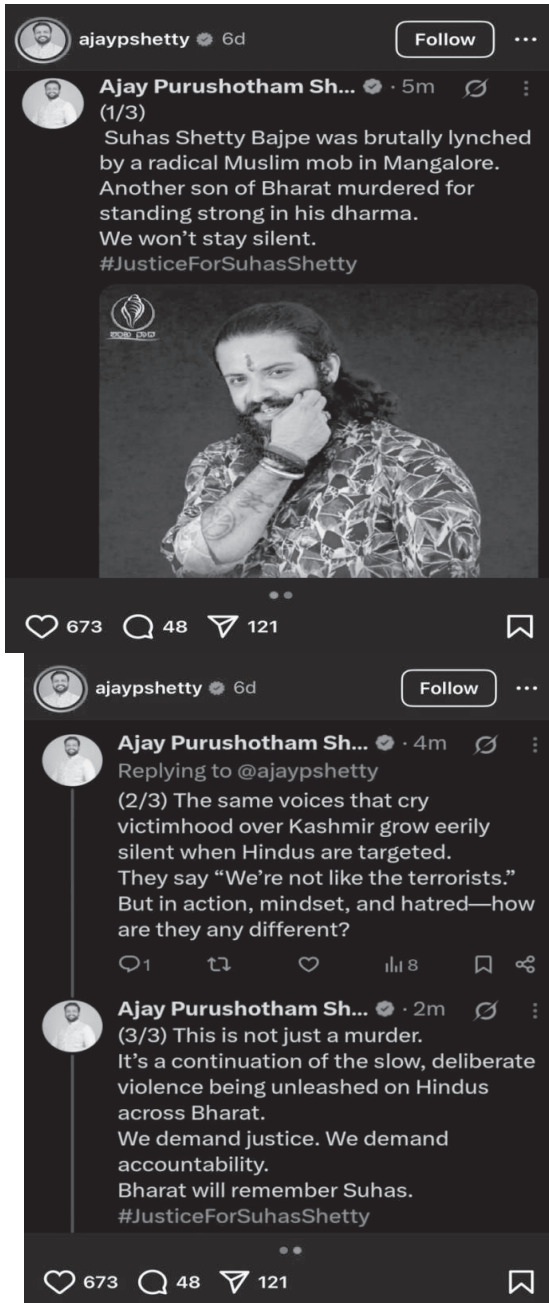 ajaypshetty 6d Follow
Ajay Purushotham Sh... · 5m
(1/3)
Suhas Shetty Bajpe was brutally lynched
by a radical Muslim mob in Mangalore.
Another son of Bharat murdered for
standing strong in his dharma.
We won’t stay silent.
#JusticeForSuhasShetty
673 48 121
ajaypshetty 6d Follow
Ajay Purushotham Sh... · 4m
Replying to @ajaypshetty
(2/3) The same voices that cry
victimhood over Kashmir grow eerily
silent when Hindus are targeted.
They say “We’re not like the terrorists.”
But in action, mindset, and hatred—how
are they any different?
1 8
Ajay Purushotham Sh... · 2m
(3/3) This is not just a murder.
It’s a continuation of the slow, deliberate
violence being unleashed on Hindus
across Bharat.
We demand justice. We demand
accountability.
Bharat will remember Suhas.
#JusticeForSuhasShetty
673 48 121